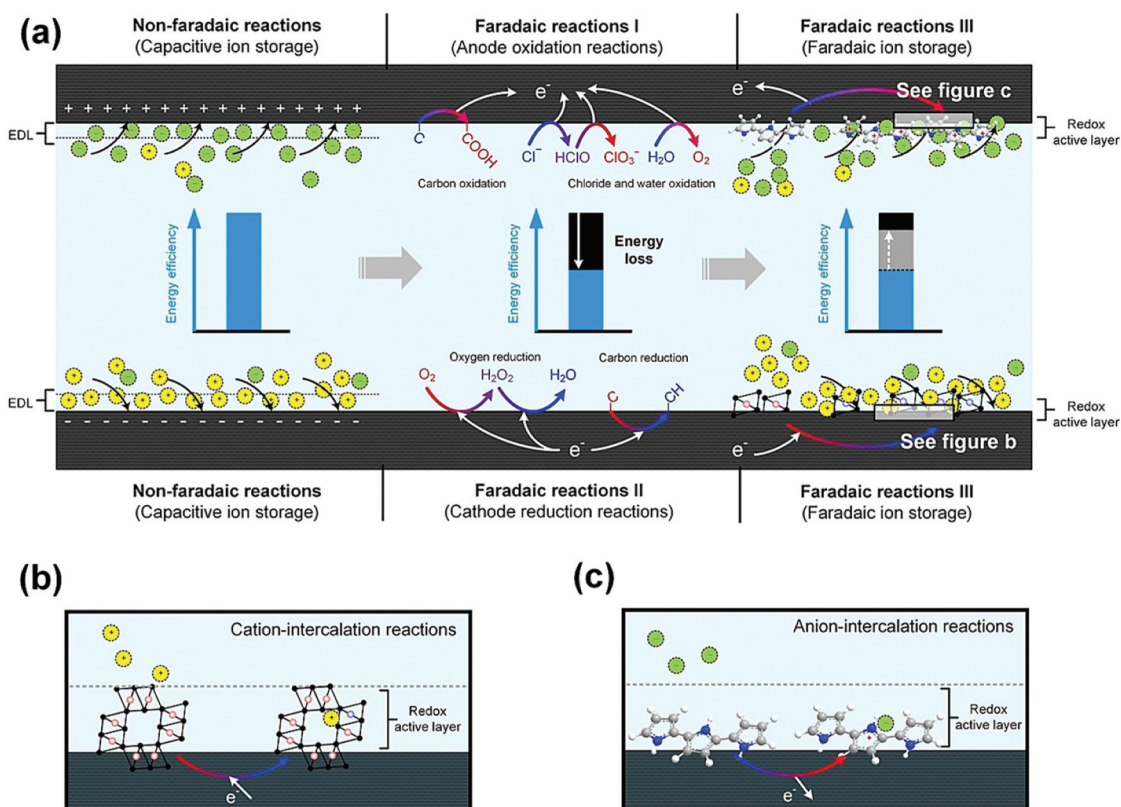 (a)
Non-faradaic reactions
(Capacitive ion storage)
Faradaic reactions I
(Anode oxidation reactions)
Faradaic reactions III
(Faradaic ion storage)
+ + + + + + + + + + + + + +
EDL
e⁻
C
COOH
Carbon oxidation
Cl⁻
HClO
ClO₃⁻
H₂O
O₂
Chloride and water oxidation
e⁻
See figure c
Redox
active layer
Energy efficiency
Energy efficiency
Energy
loss
Energy efficiency
EDL
- - - - - - - - - - - - - -
Oxygen reduction
O₂
H₂O₂
H₂O
Carbon reduction
C
CH
e⁻
e⁻
See figure b
Redox
active layer
Non-faradaic reactions
(Capacitive ion storage)
Faradaic reactions II
(Cathode reduction reactions)
Faradaic reactions III
(Faradaic ion storage)
(b)
Cation-intercalation reactions
Redox
active layer
e⁻
(c)
Anion-intercalation reactions
Redox
active layer
e⁻